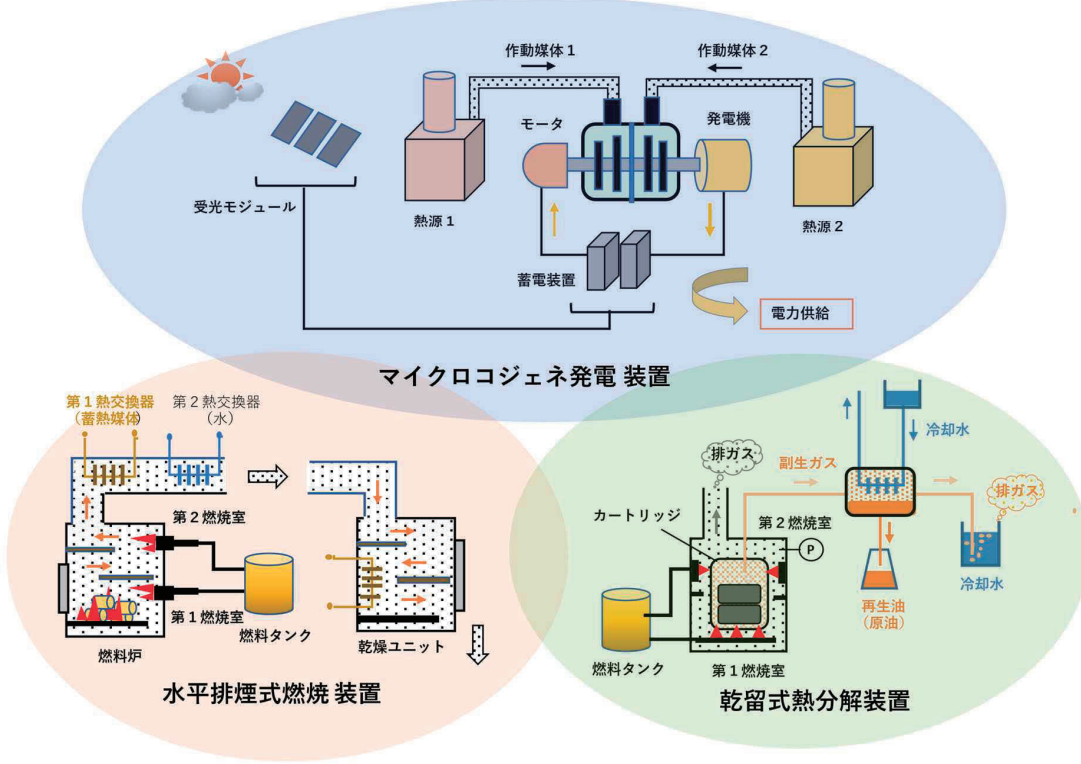 作動媒体1
作動媒体2
モータ
発電機
受光モジュール
熱源1
熱源2
蓄電装置
電力供給
マイクロコジェネ発電 装置
第1熱交換器
(蓄熱媒体)
第2熱交換器
(水)
第2燃焼室
第1燃焼室
燃料タンク
燃料炉
乾燥ユニット
水平排煙式燃焼 装置
冷却水
排ガス
副生ガス
排ガス
カートリッジ
第2燃焼室
P
冷却水
再生油
(原油)
燃料タンク
第1燃焼室
乾留式熱分解装置